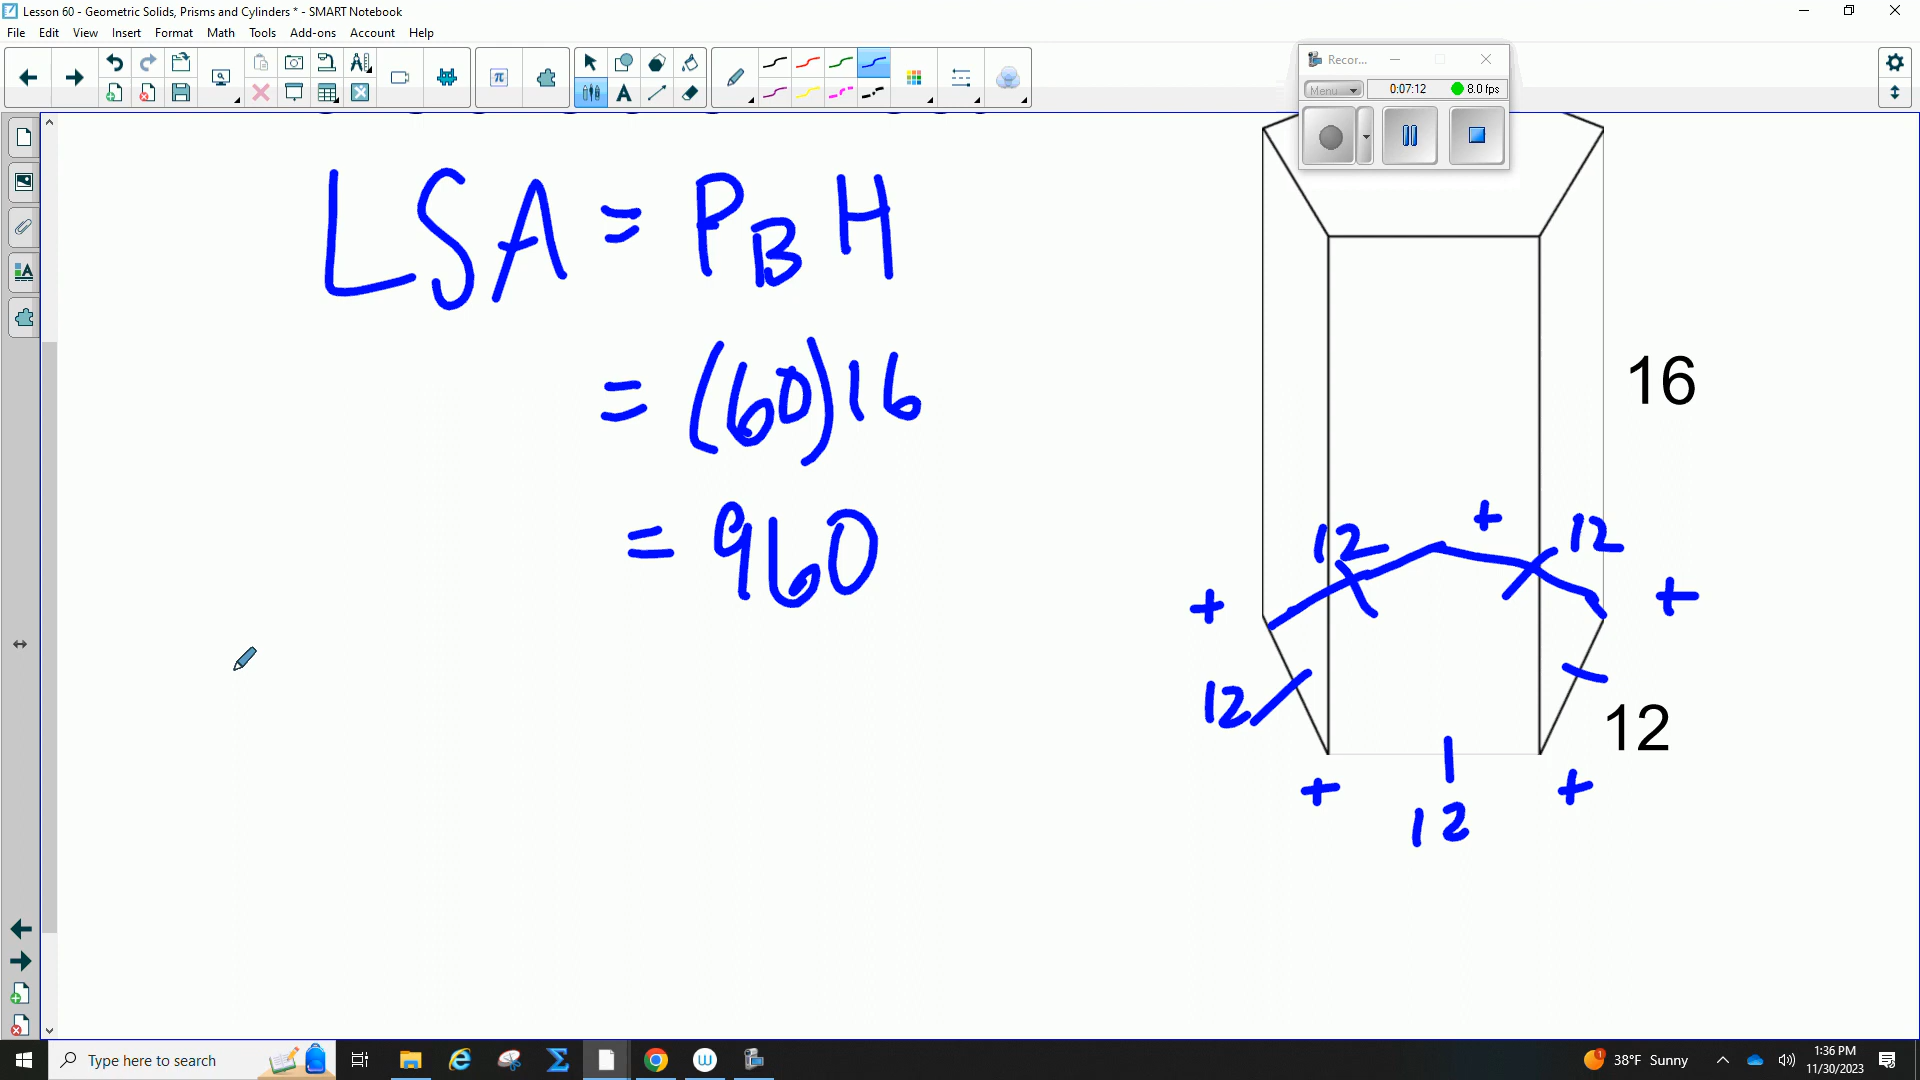 Lesson 60 - Geometric Solids, Prisms and Cylinders * - SMART Notebook
File Edit View Insert Format Math Tools Add-ons Account Help
Recor...
Menu 0:07:12 8.0 fps
LSA = PB H
= (60)16
= 960
16
+
12
12
+
+
12
12
+
+
12
Type here to search
38°F Sunny
1:36 PM
11/30/2023